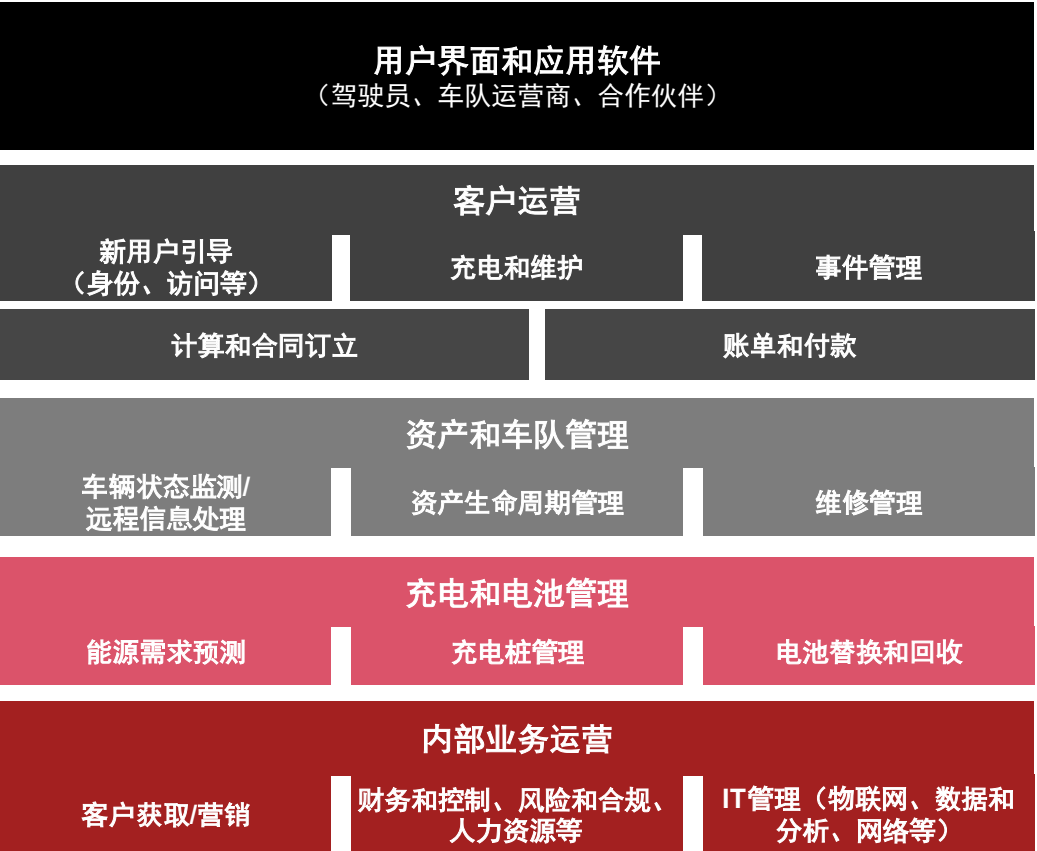 用户界面和应用软件
（驾驶员、车队运营商、合作伙伴）
客户运营
新用户引导
（身份、访问等）
充电和维护
事件管理
计算和合同订立
账单和付款
资产和车队管理
车辆状态监测/
远程信息处理
资产生命周期管理
维修管理
充电和电池管理
能源需求预测
充电桩管理
电池替换和回收
内部业务运营
客户获取/营销
财务和控制、风险和合规、
人力资源等
IT管理（物联网、数据和
分析、网络等）